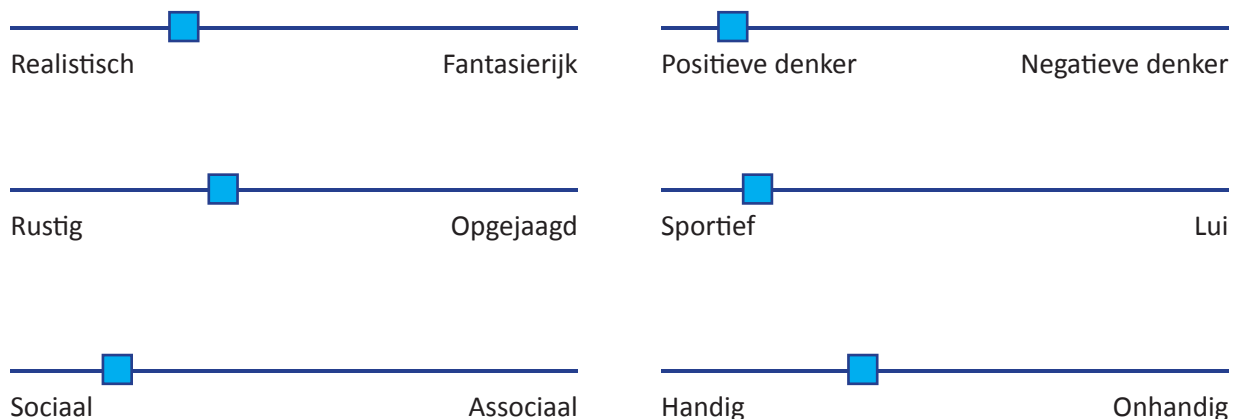 Realistisch Fantasierijk
Positieve denker Negatieve denker
Rustig Opgejaagd
Sportief Lui
Sociaal Associaal
Handig Onhandig